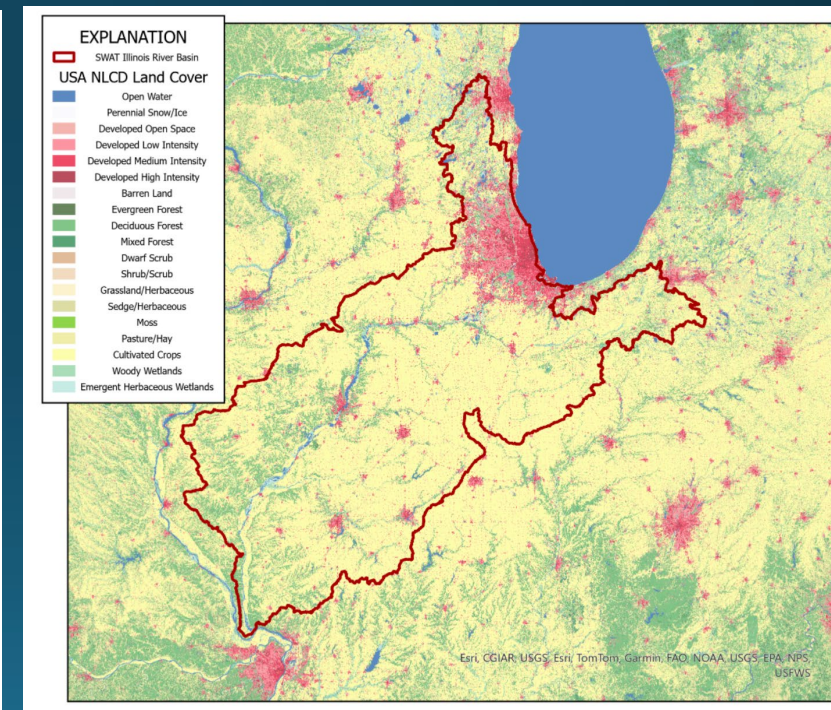 EXPLANATION
SWAT Illinois River Basin
USA NLCD Land Cover
Open Water
Perennial Snow/Ice
Developed Open Space
Developed Low Intensity
Developed Medium Intensity
Developed High Intensity
Barren Land
Evergreen Forest
Deciduous Forest
Mixed Forest
Dwarf Scrub
Shrub/Scrub
Grassland/Herbaceous
Sedge/Herbaceous
Moss
Pasture/Hay
Cultivated Crops
Woody Wetlands
Emergent Herbaceous Wetlands
Esri, CGIAR, USGS, Esri, TomTom, Garmin, FAO, NOAA, USGS, EPA, NPS,
USFWS